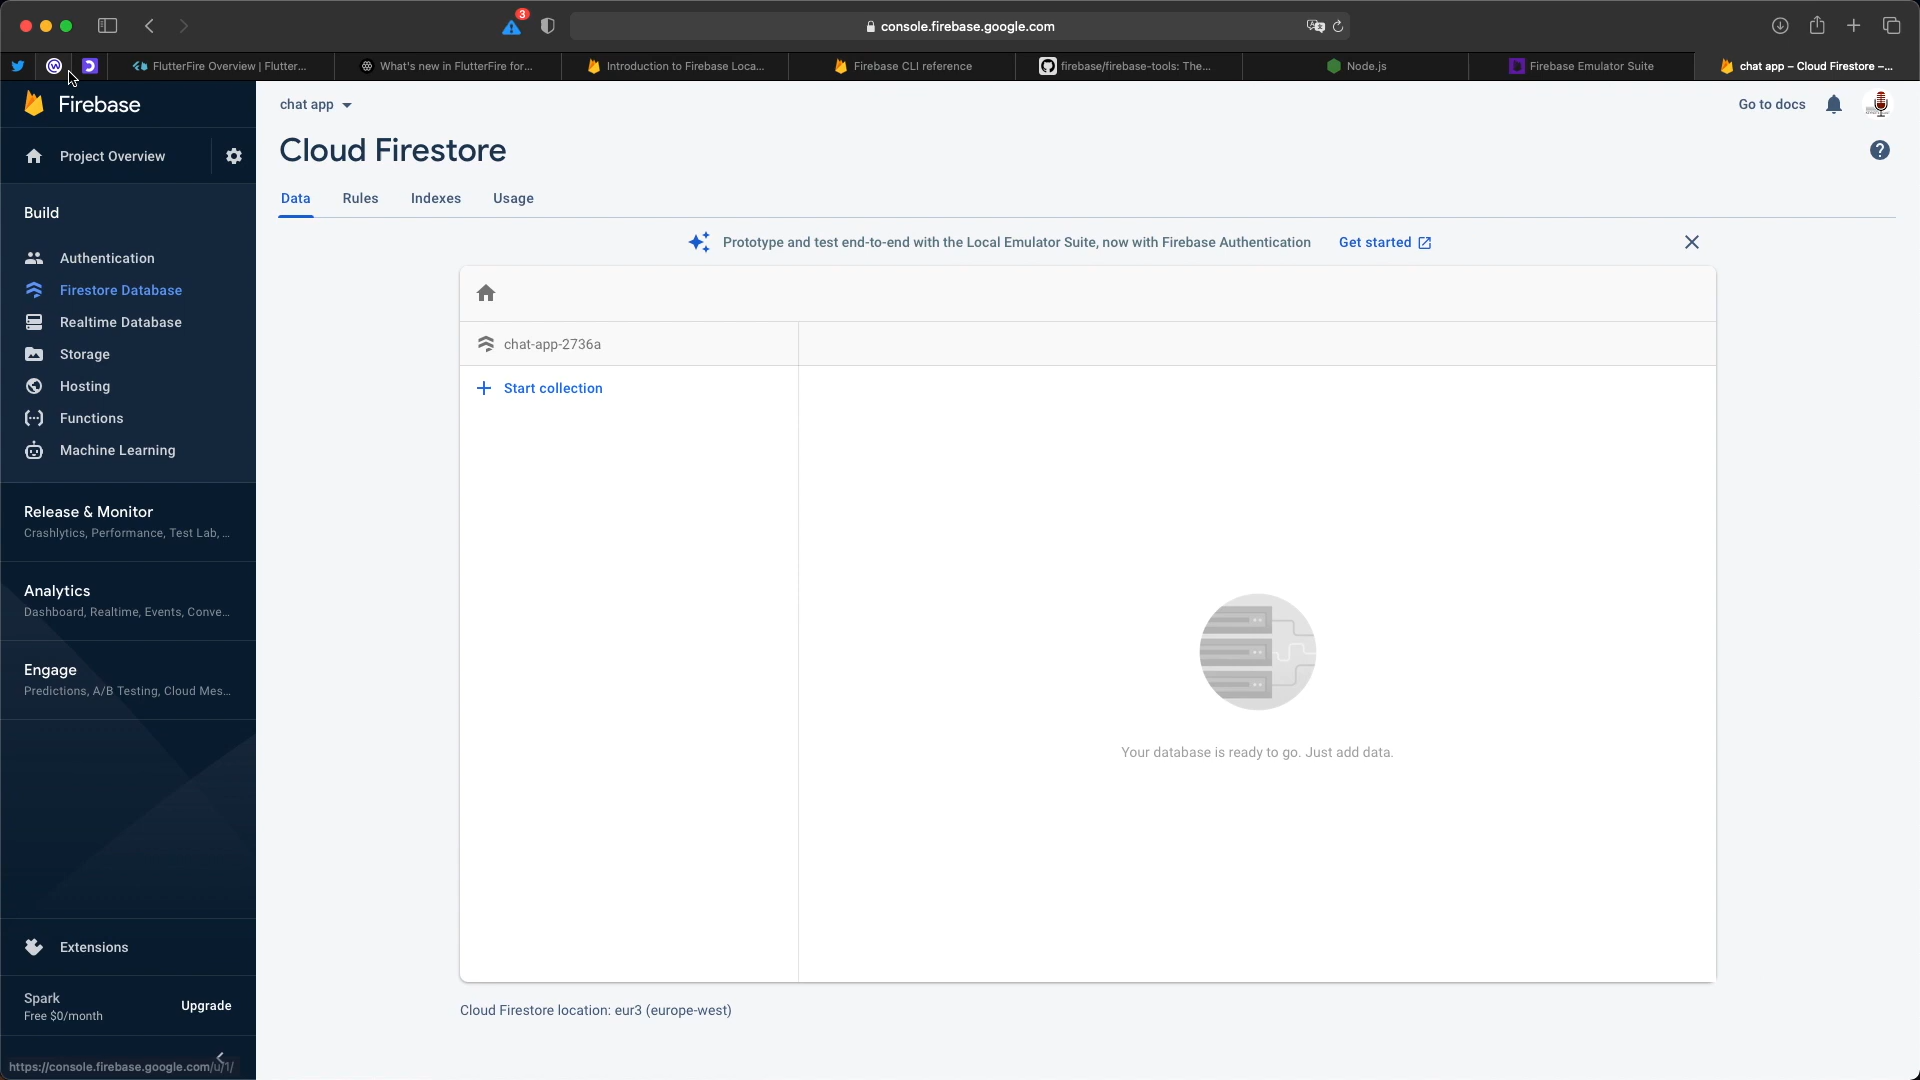 3
console.firebase.google.com
FlutterFire Overview | Flutter...
What's new in FlutterFire for...
Introduction to Firebase Loca...
Firebase CLI reference
firebase/firebase-tools: The...
Node.js
Firebase Emulator Suite
chat app – Cloud Firestore –...
Firebase
chat app
Go to docs
Project Overview
Cloud Firestore
Data
Rules
Indexes
Usage
Build
Prototype and test end-to-end with the Local Emulator Suite, now with Firebase Authentication
Get started
Authentication
Firestore Database
Realtime Database
Storage
Hosting
Functions
Machine Learning
chat-app-2736a
Start collection
Release & Monitor
Crashlytics, Performance, Test Lab, ...
Analytics
Dashboard, Realtime, Events, Conve...
Engage
Predictions, A/B Testing, Cloud Mes...
Your database is ready to go. Just add data.
Extensions
Spark
Free $0/month
Upgrade
Cloud Firestore location: eur3 (europe-west)
https://console.firebase.google.com/u/1/